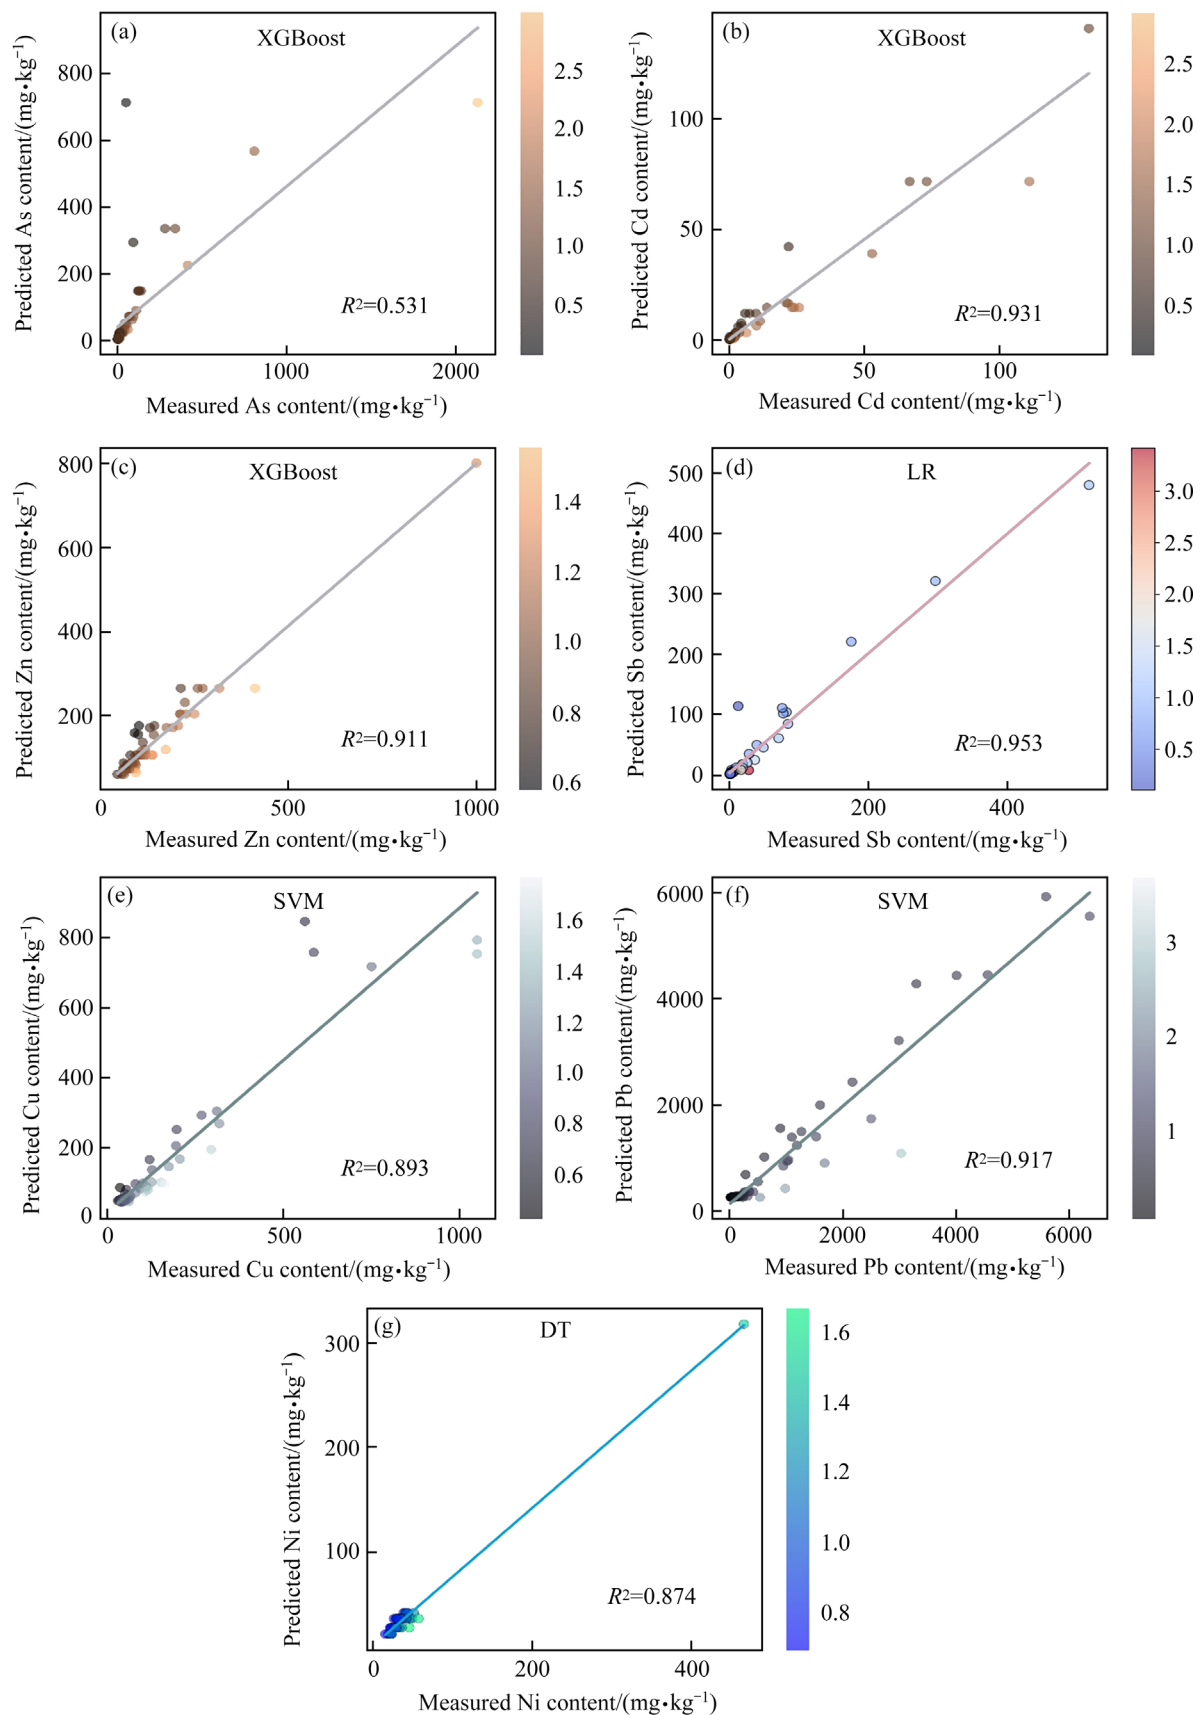 (a)
XGBoost
Predicted As content/(mg•kg⁻¹)
800
600
400
200
0
R2=0.531
0
1000
2000
Measured As content/(mg•kg⁻¹)
2.5
2.0
1.5
1.0
0.5
(b)
XGBoost
Predicted Cd content/(mg•kg⁻¹)
100
50
0
R2=0.931
0
50
100
Measured Cd content/(mg•kg⁻¹)
2.5
2.0
1.5
1.0
0.5
(c)
XGBoost
Predicted Zn content/(mg•kg⁻¹)
800
600
400
200
R2=0.911
0
500
1000
Measured Zn content/(mg•kg⁻¹)
1.4
1.2
1.0
0.8
0.6
(d)
LR
Predicted Sb content/(mg•kg⁻¹)
500
400
300
200
100
0
R2=0.953
0
200
400
Measured Sb content/(mg•kg⁻¹)
3.0
2.5
2.0
1.5
1.0
0.5
(e)
SVM
Predicted Cu content/(mg•kg⁻¹)
800
600
400
200
0
R2=0.893
0
500
1000
Measured Cu content/(mg•kg⁻¹)
1.6
1.4
1.2
1.0
0.8
0.6
(f)
SVM
Predicted Pb content/(mg•kg⁻¹)
6000
4000
2000
0
R2=0.917
0
2000
4000
6000
Measured Pb content/(mg•kg⁻¹)
3
2
1
(g)
DT
Predicted Ni content/(mg•kg⁻¹)
300
200
100
R2=0.874
0
200
400
Measured Ni content/(mg•kg⁻¹)
1.6
1.4
1.2
1.0
0.8